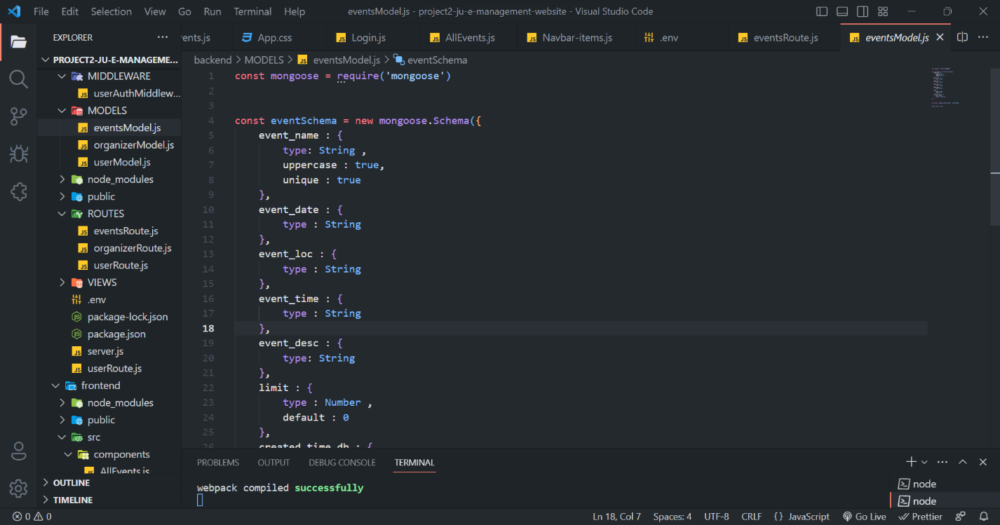 File Edit Selection View Go Run Terminal Help
eventsModel.js - project2-ju-e-management-website - Visual Studio Code
EXPLORER ···
PROJECT2-JU-E-MANAGEME...
MIDDLEWARE
userAuthMiddlew...
MODELS
eventsModel.js
organizerModel.js
userModel.js
node_modules
public
ROUTES
eventsRoute.js
organizerRoute.js
userRoute.js
VIEWS
.env
package-lock.json
package.json
server.js
userRoute.js
frontend
node_modules
public
src
components
AllEvents.js
OUTLINE
TIMELINE
vents.js App.css Login.js AllEvents.js Navbar-items.js .env eventsRoute.js eventsModel.js
backend > MODELS > eventsModel.js > eventSchema
1 const mongoose = require('mongoose')
2
3
4 const eventSchema = new mongoose.Schema({
5 event_name : {
6 type: String ,
7 uppercase : true,
8 unique : true
9 },
10 event_date : {
11 type : String
12 },
13 event_loc : {
14 type : String
15 },
16 event_time : {
17 type : String
18 },
19 event_desc : {
20 type: String
21 },
22 limit : {
23 type : Number ,
24 default : 0
25 },
26 created_time_db : {
PROBLEMS OUTPUT DEBUG CONSOLE TERMINAL
webpack compiled successfully
node
node
0 0
Ln 18, Col 7 Spaces: 4 UTF-8 CRLF {} JavaScript Go Live Prettier